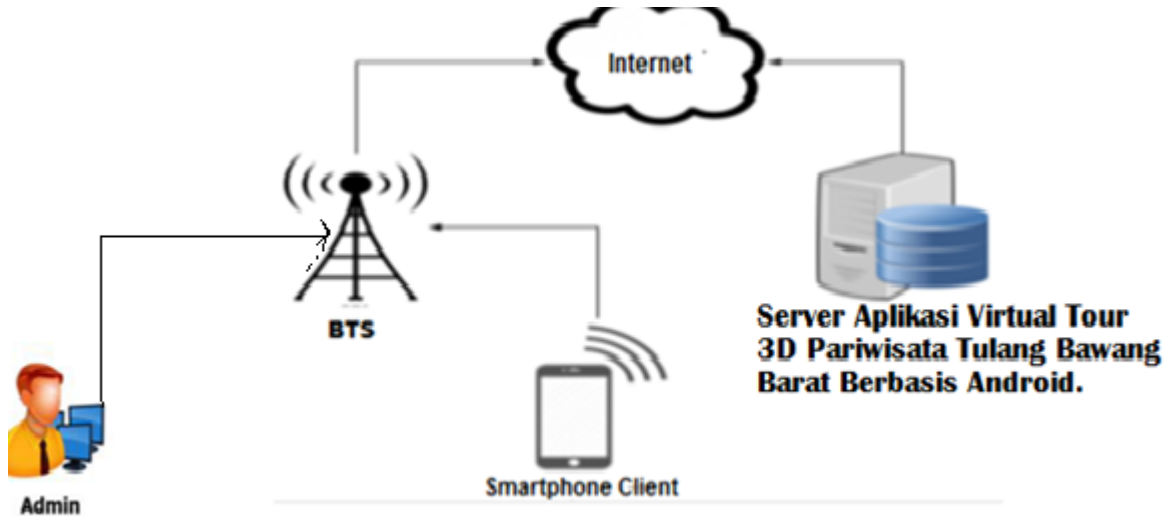 Internet
BTS
Server Aplikasi Virtual Tour
3D Pariwisata Tulang Bawang
Barat Berbasis Android.
Smartphone Client
Admin